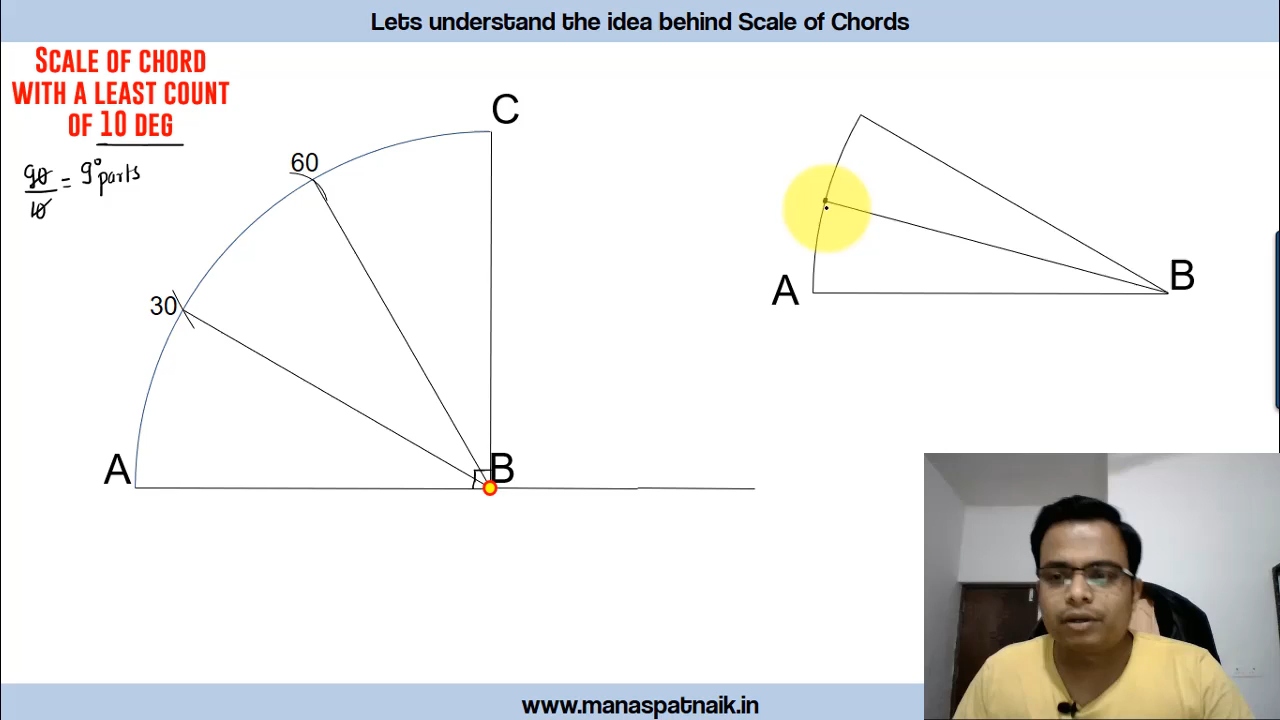 Lets understand the idea behind Scale of Chords
SCALE OF CHORD
WITH A LEAST COUNT
OF 10 DEG
90/10 = 9° parts
C
60
30
A
B
A
B
www.manaspatnaik.in